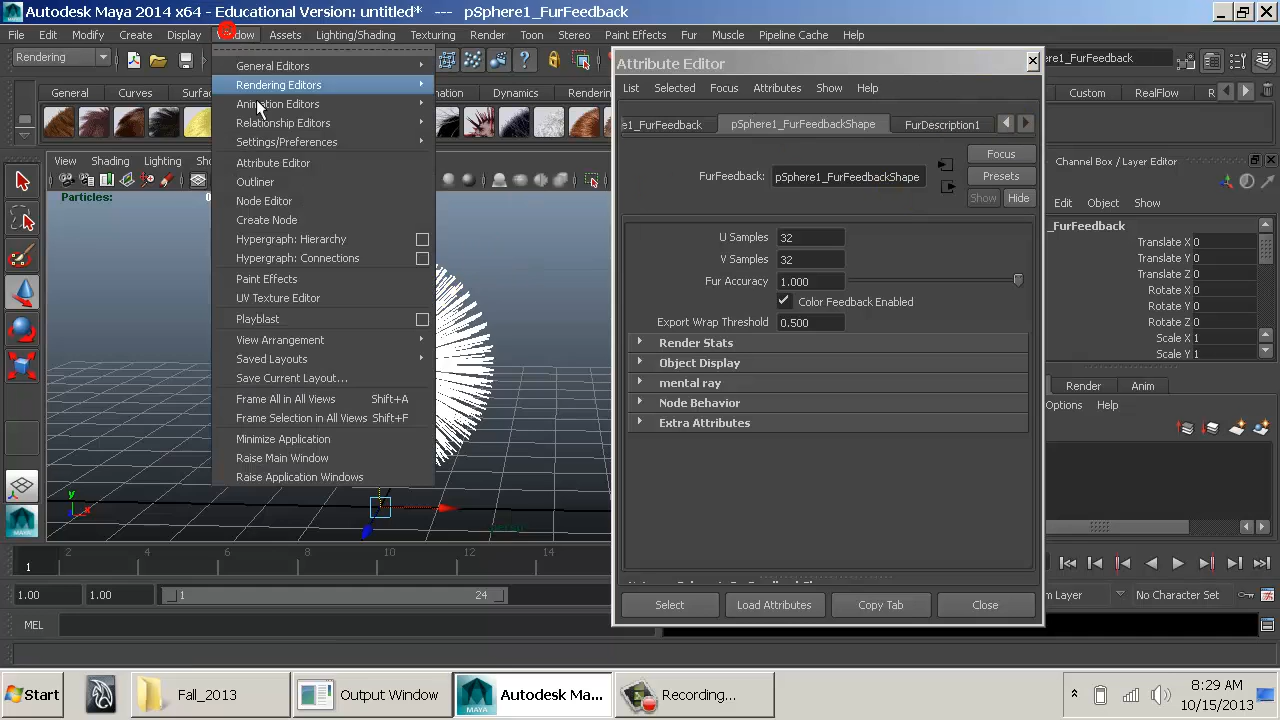 Autodesk Maya 2014 x64 - Educational Version: untitled* --- pSphere1_FurFeedback
File Edit Modify Create Display Window Assets Lighting/Shading Texturing Render Toon Stereo Paint Effects Fur Muscle Pipeline Cache Help
Rendering
General Curves
Dynamics Rendering
Custom RealFlow
View Shading Lighting
Particles: 0
General Editors
Rendering Editors
Animation Editors
Relationship Editors
Settings/Preferences
Attribute Editor
Outliner
Node Editor
Create Node
Hypergraph: Hierarchy
Hypergraph: Connections
Paint Effects
UV Texture Editor
Playblast
View Arrangement
Saved Layouts
Save Current Layout...
Frame All in All Views Shift+A
Frame Selection in All Views Shift+F
Minimize Application
Raise Main Window
Raise Application Windows
y
x
Attribute Editor
List Selected Focus Attributes Show Help
e1_FurFeedback pSphere1_FurFeedbackShape FurDescription1
FurFeedback: pSphere1_FurFeedbackShape
Focus
Presets
Show Hide
U Samples 32
V Samples 32
Fur Accuracy 1.000
Color Feedback Enabled
Export Wrap Threshold 0.500
Render Stats
Object Display
mental ray
Node Behavior
Extra Attributes
Select Load Attributes Copy Tab Close
ere1_FurFeedback
Channel Box / Layer Editor
Edit Object Show
_FurFeedback
Translate X 0
Translate Y 0
Translate Z 0
Rotate X 0
Rotate Y 0
Rotate Z 0
Scale X 1
Scale Y 1
Render Anim
Options Help
2 4 6 8 10 12 14
1
1.00 1.00 1 24
m Layer No Character Set
MEL
Start Fall_2013 Output Window Autodesk Ma... Recording...
8:29 AM
10/15/2013